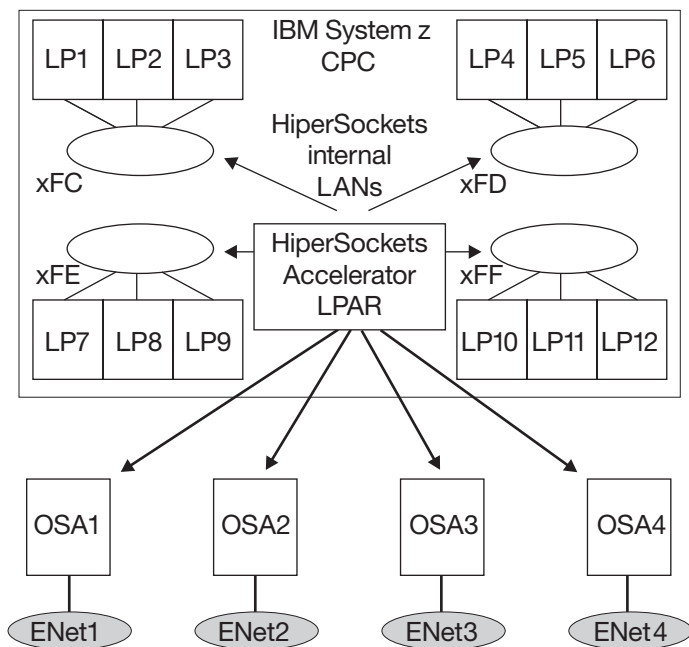 IBM System z
CPC
LP1 LP2 LP3
LP4 LP5 LP6
HiperSockets
internal
LANs
xFC
xFD
HiperSockets
Accelerator
LPAR
xFE
xFF
LP7 LP8 LP9
LP10 LP11 LP12
OSA1 OSA2 OSA3 OSA4
ENet1 ENet2 ENet3 ENet4